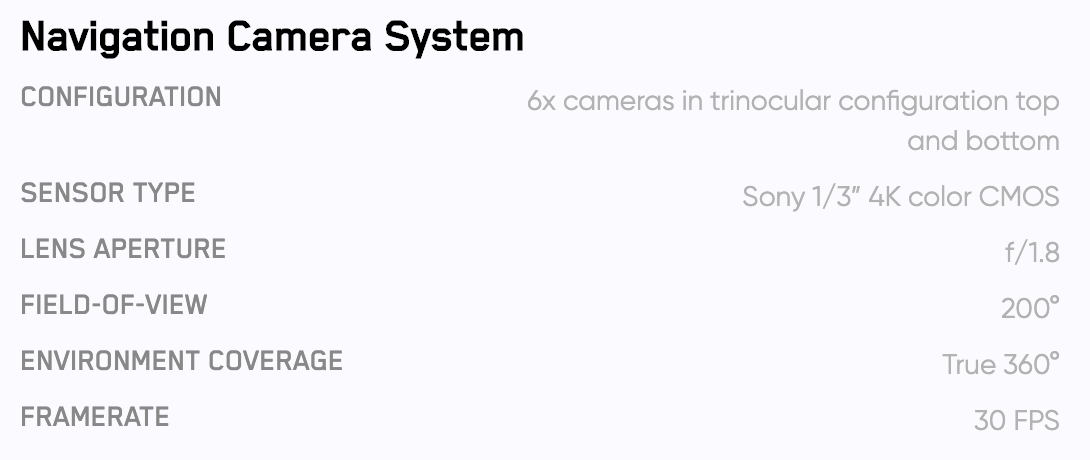 Navigation Camera System
CONFIGURATION 6x cameras in trinocular configuration top
and bottom
SENSOR TYPE Sony 1/3″ 4K color CMOS
LENS APERTURE f/1.8
FIELD-OF-VIEW 200°
ENVIRONMENT COVERAGE True 360°
FRAMERATE 30 FPS